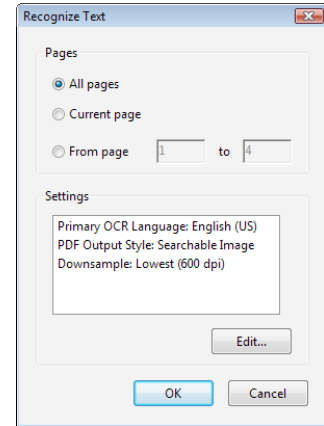 Recognize Text
Pages
All pages
Current page
From page 1 to 4
Settings
Primary OCR Language: English (US)
PDF Output Style: Searchable Image
Downsample: Lowest (600 dpi)
Edit...
OK Cancel